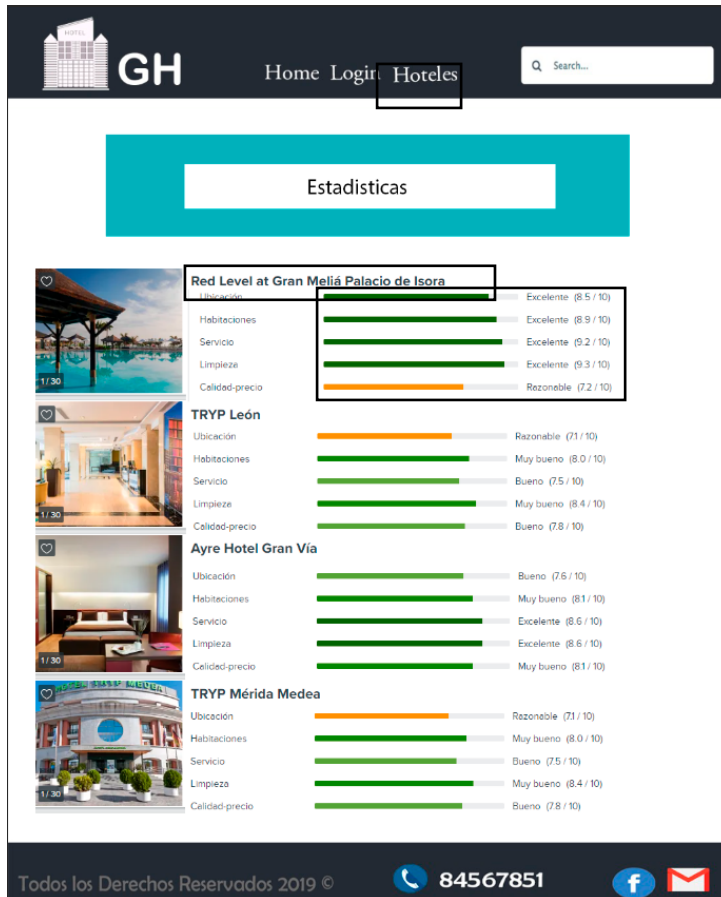 HOTEL
GH
Home Login Hoteles
Search...
Estadisticas
Red Level at Gran Meliá Palacio de Isora
Ubicación Excelente (8.5 / 10)
Habitaciones Excelente (8.9 / 10)
Servicio Excelente (9.2 / 10)
Limpieza Excelente (9.3 / 10)
1/30
Calidad-precio Razonable (7.2 / 10)
TRYP León
Ubicación Razonable (7.1 / 10)
Habitaciones Muy bueno (8.0 / 10)
Servicio Bueno (7.5 / 10)
Limpieza Muy bueno (8.4 / 10)
1/30
Calidad-precio Bueno (7.8 / 10)
Ayre Hotel Gran Vía
Ubicación Bueno (7.6 / 10)
Habitaciones Muy bueno (8.1 / 10)
Servicio Excelente (8.6 / 10)
Limpieza Excelente (8.6 / 10)
1/30
Calidad-precio Muy bueno (8.1 / 10)
TRYP Mérida Medea
HOTEL TRYP MEDEA
Ubicación Razonable (7.1 / 10)
Habitaciones Muy bueno (8.0 / 10)
Servicio Bueno (7.5 / 10)
Limpieza Muy bueno (8.4 / 10)
1/30
Calidad-precio Bueno (7.8 / 10)
Todos los Derechos Reservados 2019 ©
84567851
f